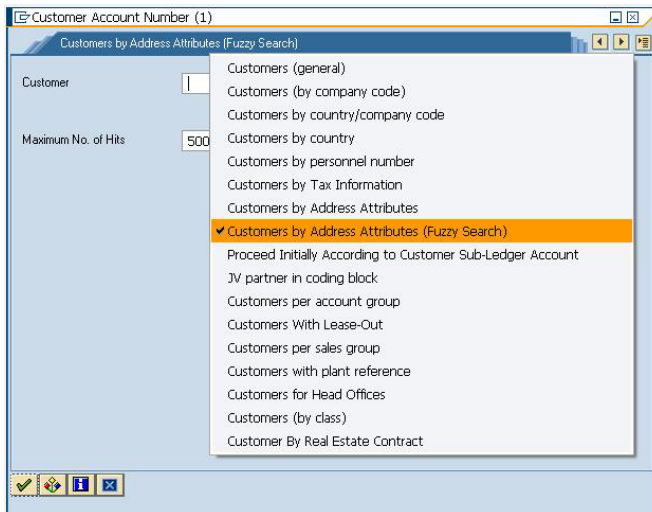 Customer Account Number (1)
Customers by Address Attributes (Fuzzy Search)
Customer
Maximum No. of Hits
500
Customers (general)
Customers (by company code)
Customers by country/company code
Customers by country
Customers by personnel number
Customers by Tax Information
Customers by Address Attributes
Customers by Address Attributes (Fuzzy Search)
Proceed Initially According to Customer Sub-Ledger Account
JV partner in coding block
Customers per account group
Customers With Lease-Out
Customers per sales group
Customers with plant reference
Customers for Head Offices
Customers (by class)
Customer By Real Estate Contract